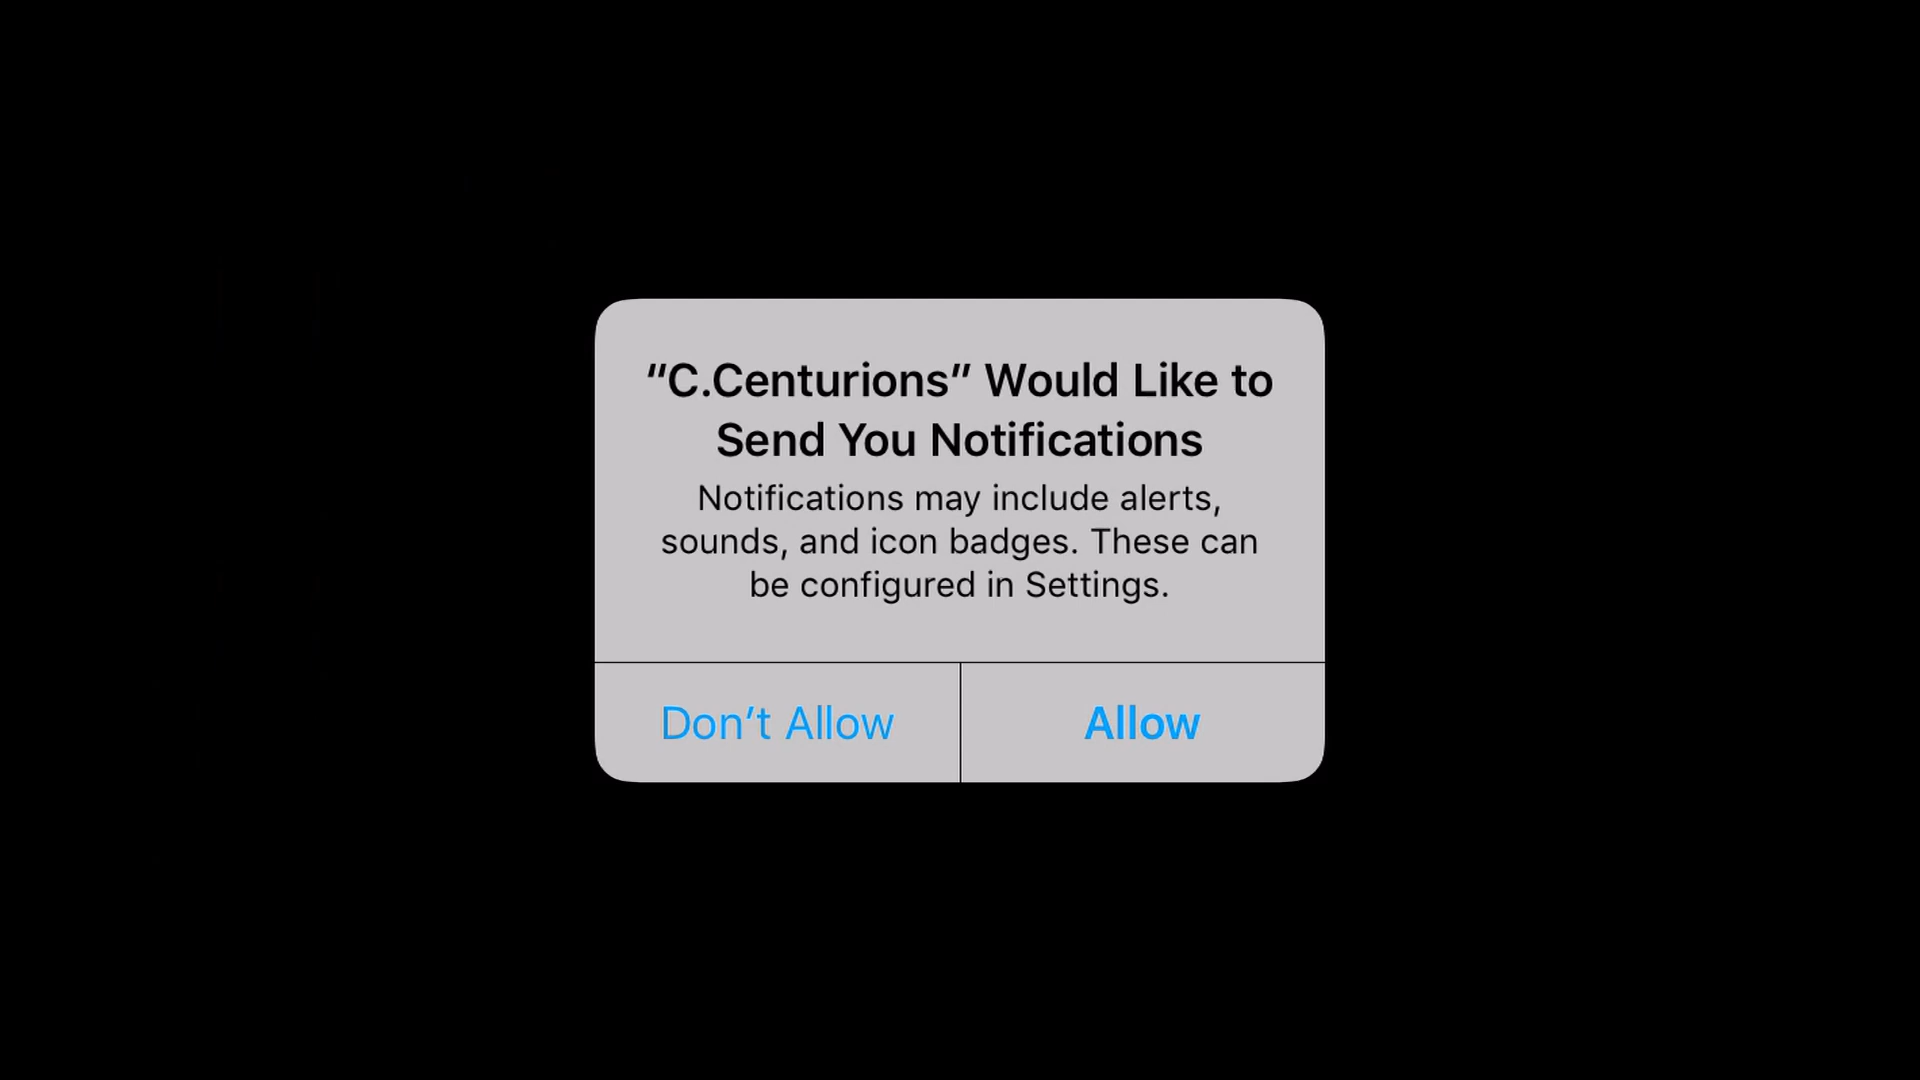 “C.Centurions” Would Like to
Send You Notifications
Notifications may include alerts,
sounds, and icon badges. These can
be configured in Settings.
Don’t Allow
Allow